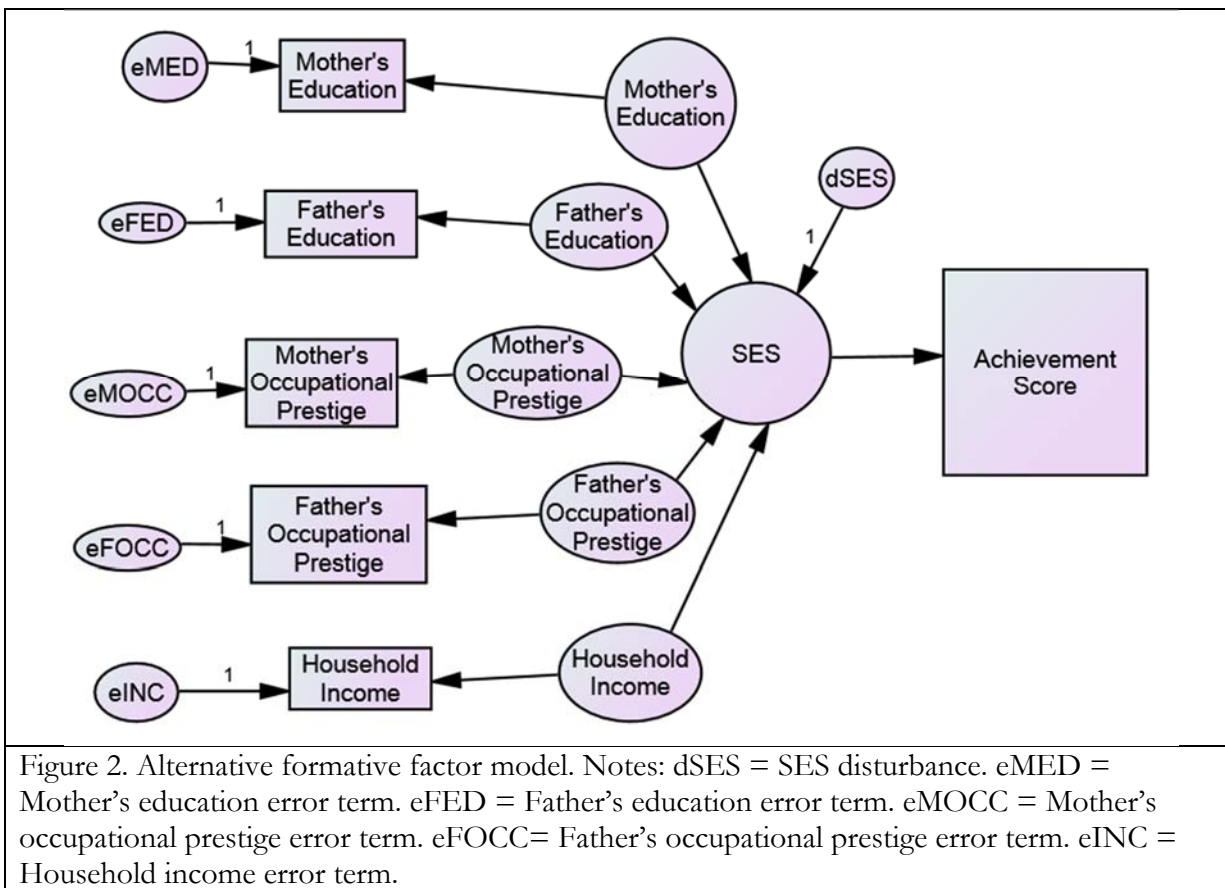 eMED
1
Mother's
Education
Mother's
Education
dSES
1
eFED
1
Father's
Education
Father's
Education
SES
Achievement
Score
eMOCC
1
Mother's
Occupational
Prestige
Mother's
Occupational
Prestige
eFOCC
1
Father's
Occupational
Prestige
Father's
Occupational
Prestige
eINC
1
Household
Income
Household
Income
Figure 2. Alternative formative factor model. Notes: dSES = SES disturbance. eMED =
Mother’s education error term. eFED = Father’s education error term. eMOCC = Mother’s
occupational prestige error term. eFOCC= Father’s occupational prestige error term. eINC =
Household income error term.